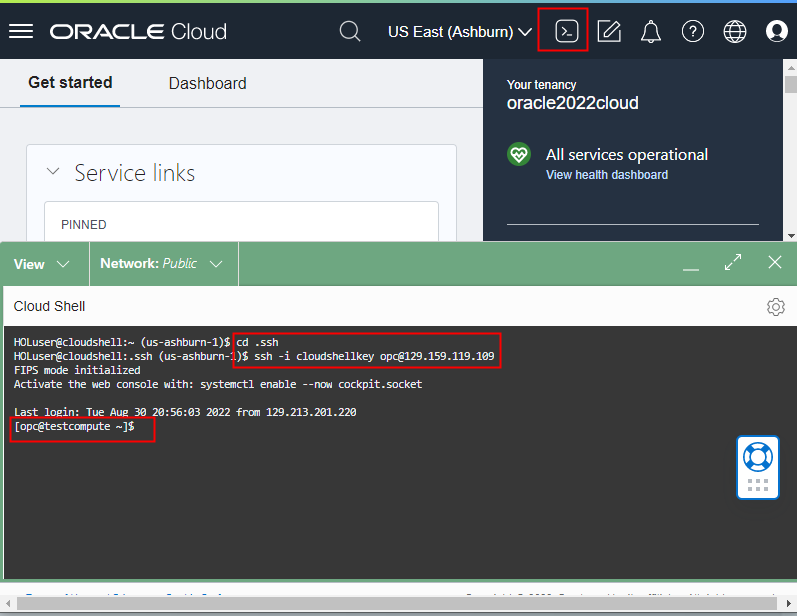 ORACLE Cloud
US East (Ashburn)
Get started
Dashboard
Your tenancy
oracle2022cloud
All services operational
View health dashboard
Service links
PINNED
View
Network: Public
Cloud Shell
HOLuser@cloudshell:~ (us-ashburn-1)$ cd .ssh
HOLuser@cloudshell:.ssh (us-ashburn-1)$ ssh -i cloudshellkey opc@129.159.119.109
FIPS mode initialized
Activate the web console with: systemctl enable --now cockpit.socket
Last login: Tue Aug 30 20:56:03 2022 from 129.213.201.220
[opc@testcompute ~]$